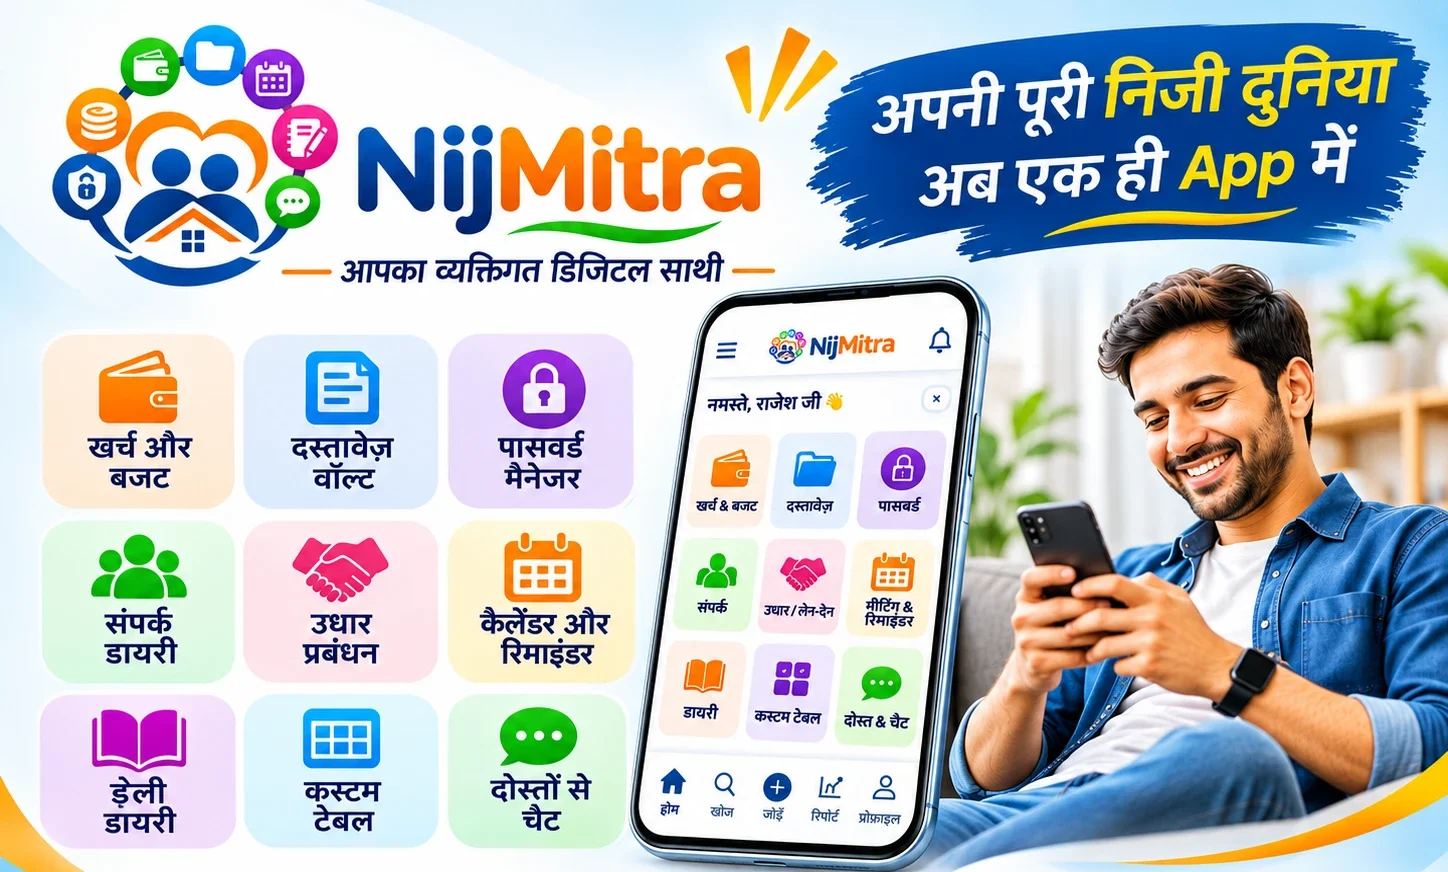 NijMitra
आपका व्यक्तिगत डिजिटल साथी
अपनी पूरी निजी दुनिया
अब एक ही App में
खर्च और
बजट
दस्तावेज़
वॉल्ट
पासवर्ड
मैनेजर
संपर्क
डायरी
उधार
प्रबंधन
कैलेंडर और
रिमाइंडर
ड़ेली
डायरी
कस्टम
टेबल
दोस्तों से
चैट
NijMitra
नमस्ते, राजेश जी 👋
खर्च & बजट
दस्तावेज़
पासवर्ड
संपर्क
उधार / लेन-देन
मीटिंग &
रिमाइंडर
डायरी
कस्टम टेबल
दोस्त & चैट
होम
खोज
जोड़ें
रिपोर्ट
प्रोफ़ाइल